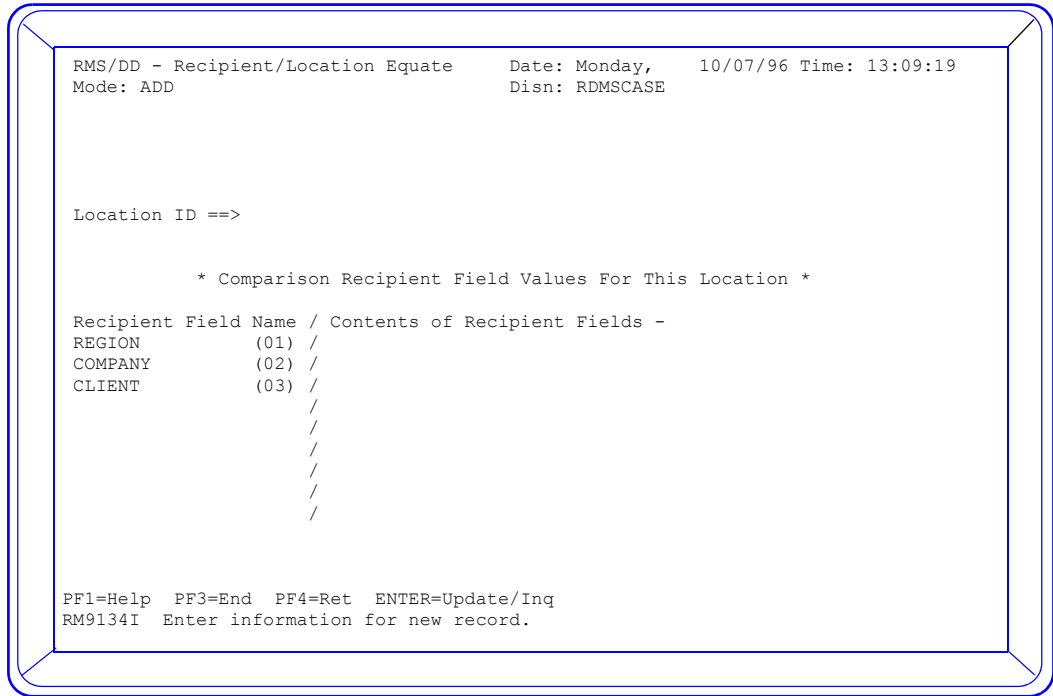 RMS/DD - Recipient/Location Equate Date: Monday, 10/07/96 Time: 13:09:19
Mode: ADD Disn: RDMSCASE
Location ID ==>
* Comparison Recipient Field Values For This Location *
Recipient Field Name / Contents of Recipient Fields -
REGION (01) /
COMPANY (02) /
CLIENT (03) /
/
/
/
/
/
/
PF1=Help PF3=End PF4=Ret ENTER=Update/Inq
RM9134I Enter information for new record.